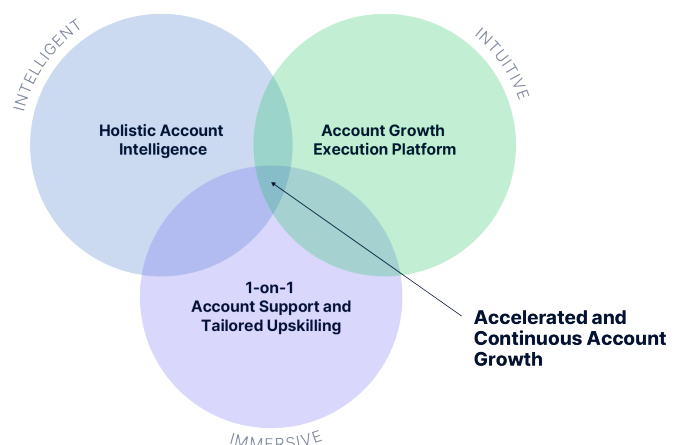 INTELLIGENT
INTUITIVE
Holistic Account
Intelligence
Account Growth
Execution Platform
1-on-1
Account Support and
Tailored Upskilling
Accelerated and
Continuous Account
Growth
IMMERSIVE